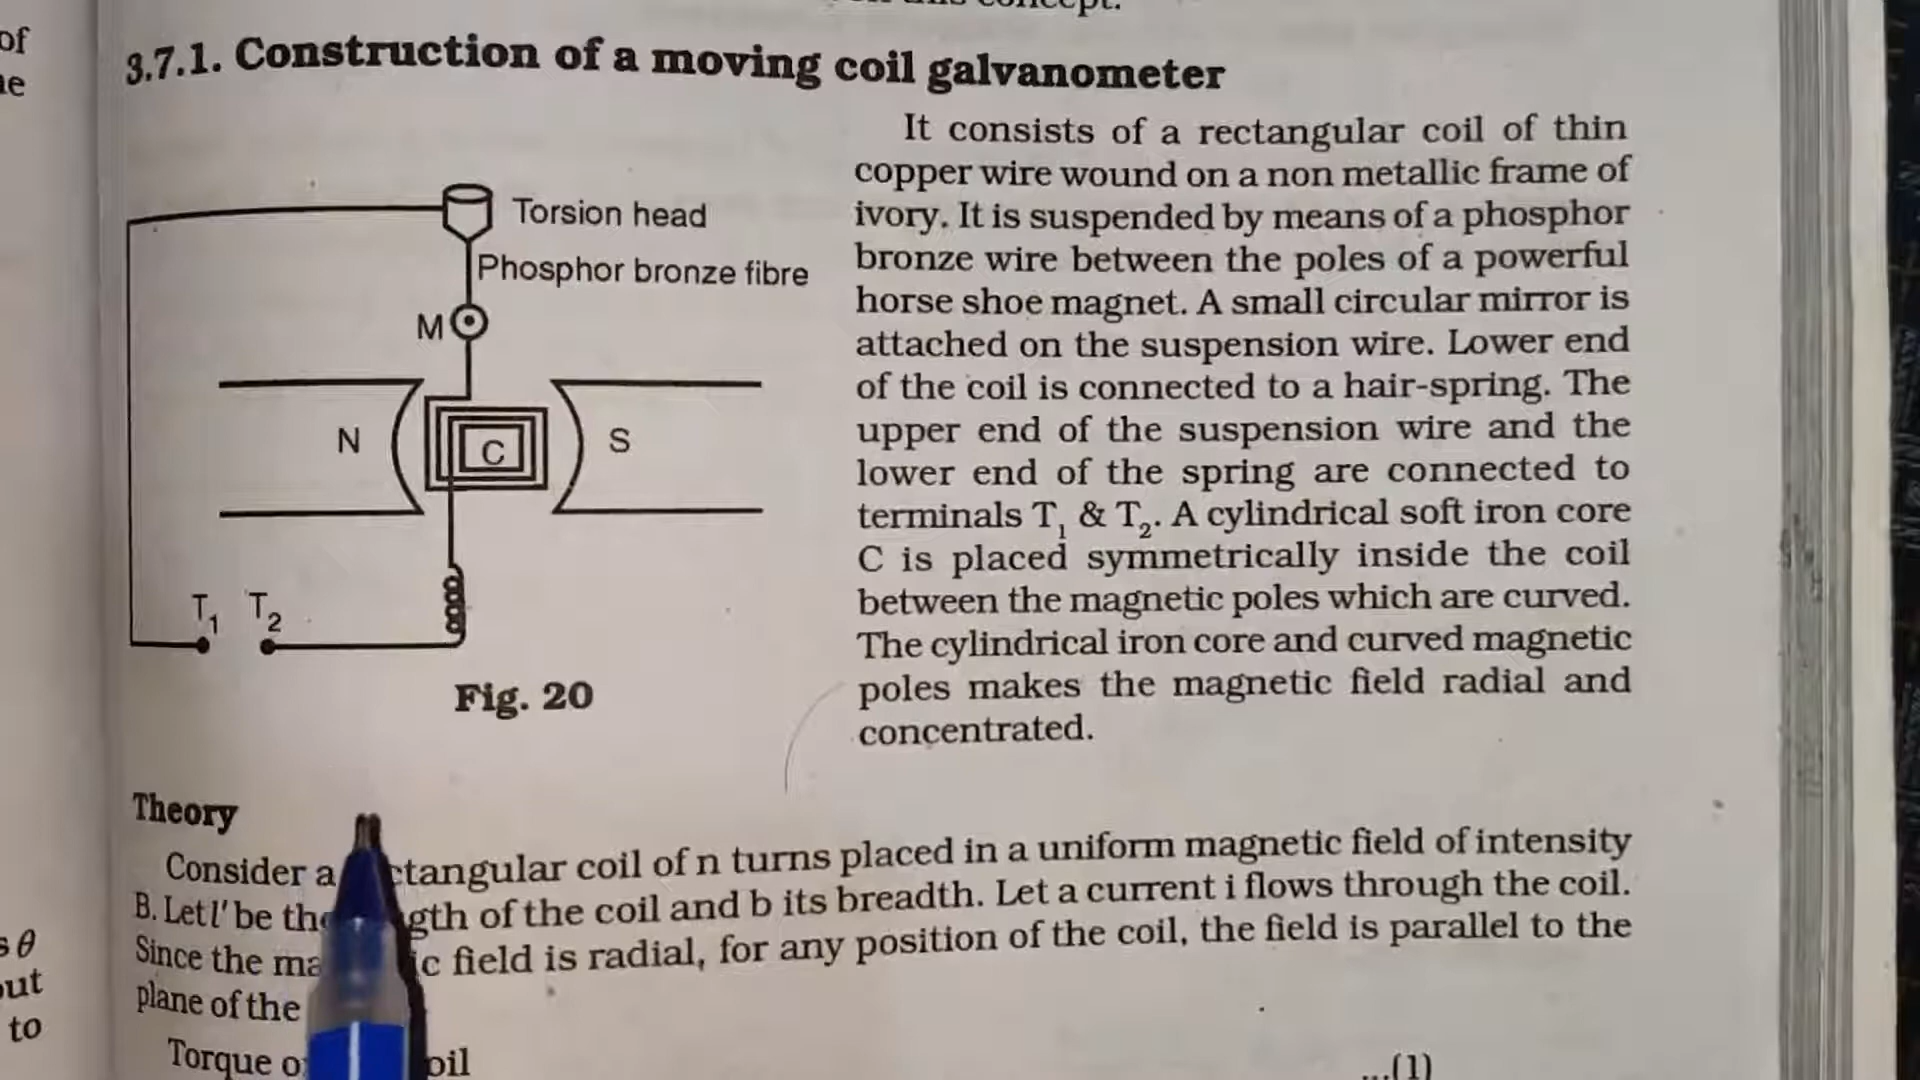 concept.
of
ne
3.7.1. Construction of a moving coil galvanometer
Torsion head
Phosphor bronze fibre
M
N
C
S
T1 T2
Fig. 20
It consists of a rectangular coil of thin
copper wire wound on a non metallic frame of
ivory. It is suspended by means of a phosphor
bronze wire between the poles of a powerful
horse shoe magnet. A small circular mirror is
attached on the suspension wire. Lower end
of the coil is connected to a hair-spring. The
upper end of the suspension wire and the
lower end of the spring are connected to
terminals T1 & T2. A cylindrical soft iron core
C is placed symmetrically inside the coil
between the magnetic poles which are curved.
The cylindrical iron core and curved magnetic
poles makes the magnetic field radial and
concentrated.
Theory
Consider a ctangular coil of n turns placed in a uniform magnetic field of intensity
B. Let l' be the gth of the coil and b its breadth. Let a current i flows through the coil.
Since the ma ic field is radial, for any position of the coil, the field is parallel to the
plane of the
Torque o oil
...(1)
θ
out
to